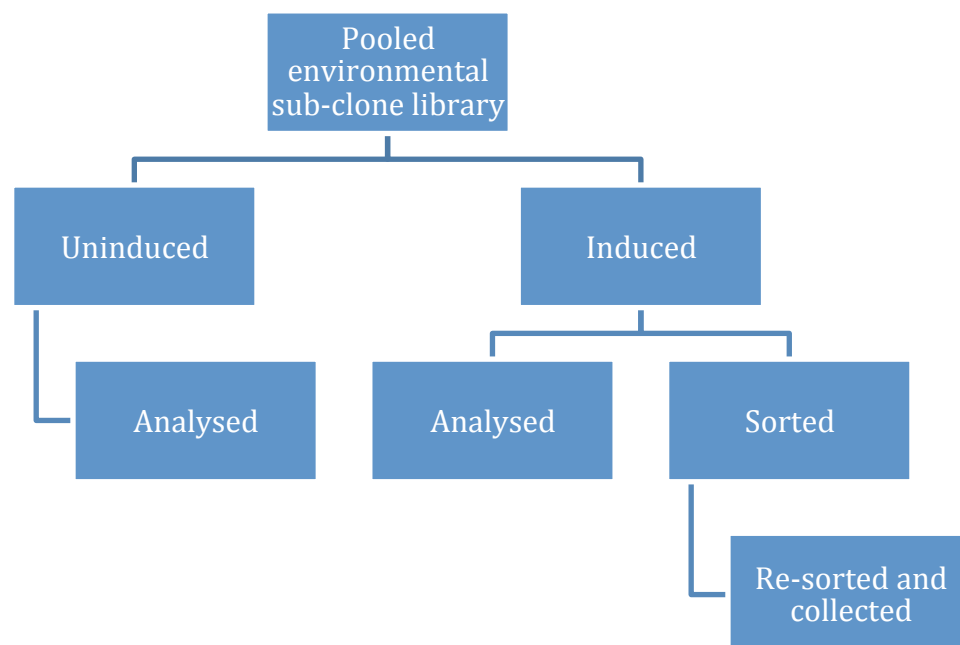 Pooled
environmental
sub-clone library
Uninduced
Induced
Analysed
Analysed
Sorted
Re-sorted and
collected